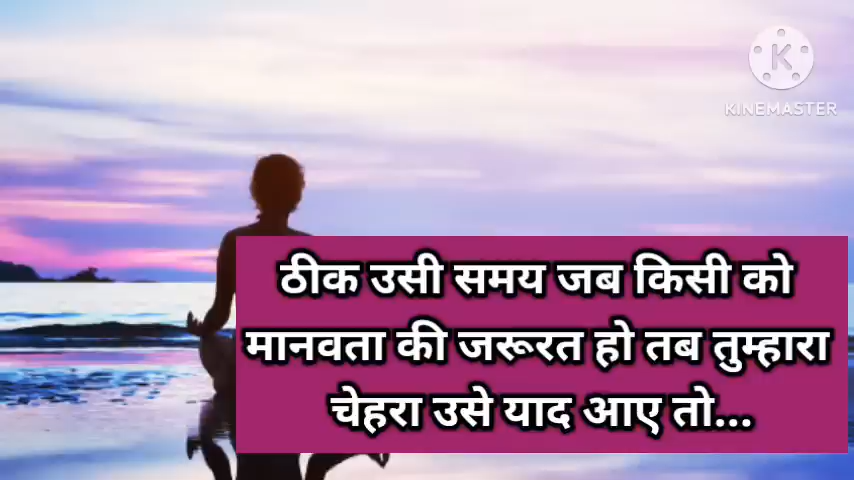 KINEMASTER
ठीक उसी समय जब किसी को
मानवता की जरूरत हो तब तुम्हारा
चेहरा उसे याद आए तो...